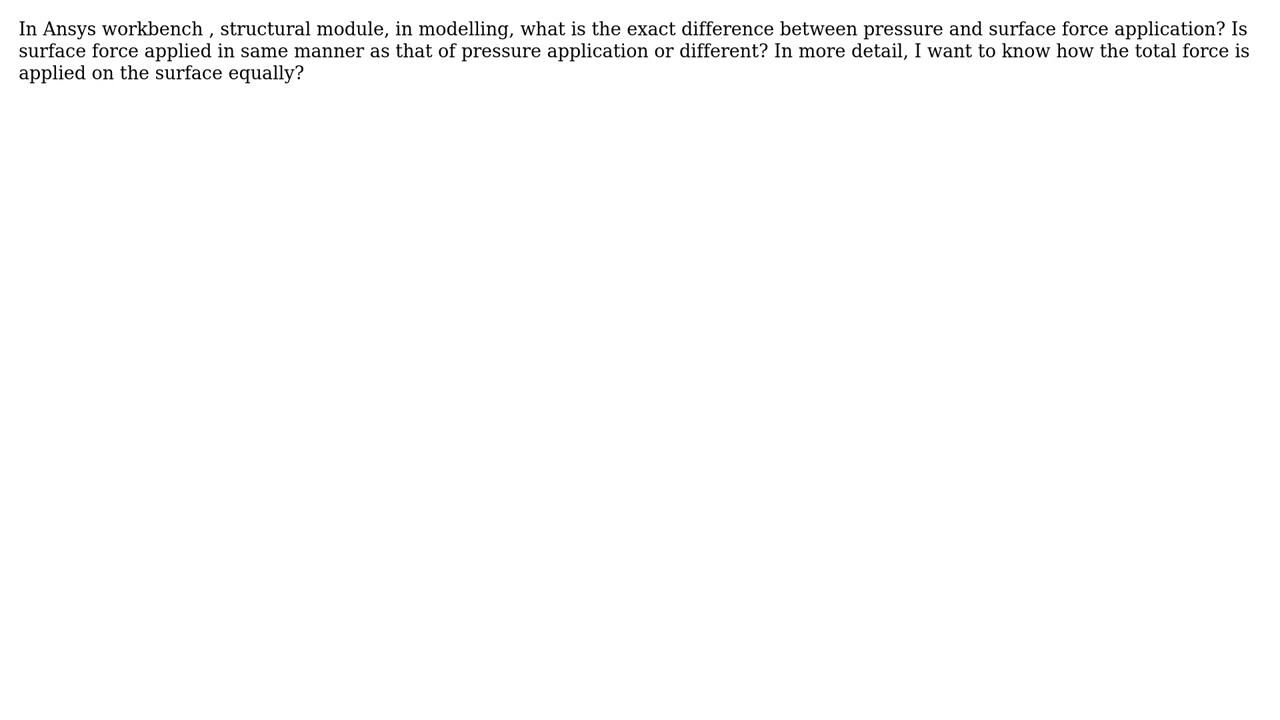 In Ansys workbench , structural module, in modelling, what is the exact difference between pressure and surface force application? Is
surface force applied in same manner as that of pressure application or different? In more detail, I want to know how the total force is
applied on the surface equally?